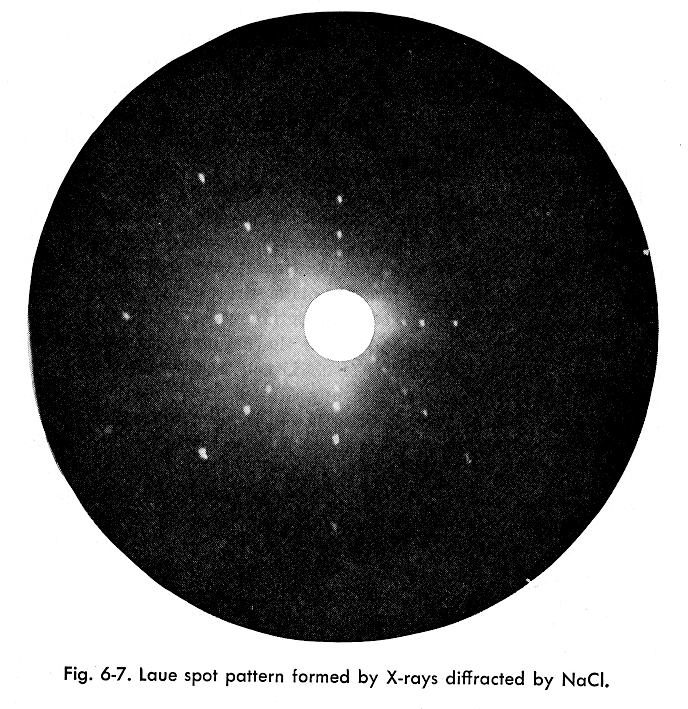 Fig. 6-7. Laue spot pattern formed by X-rays diffracted by NaCl.